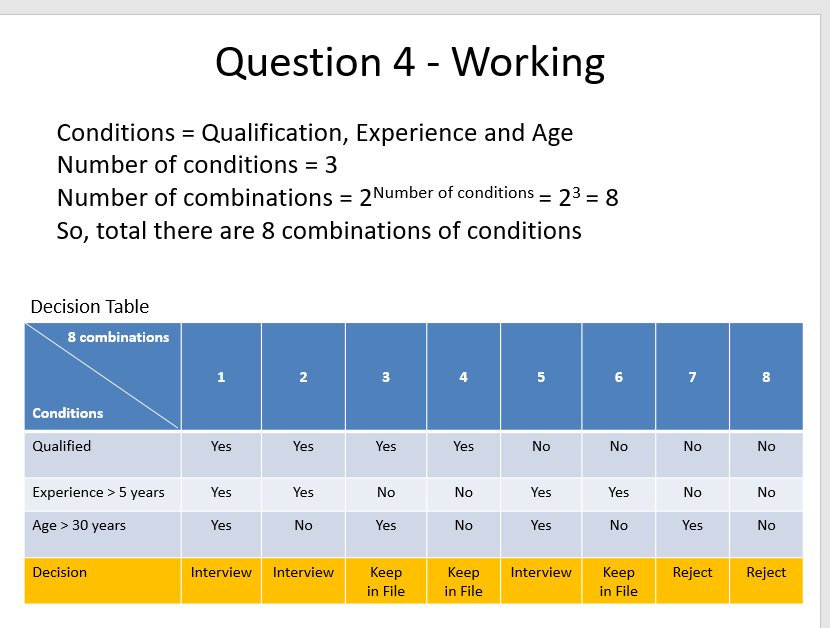 Question 4 - Working
Conditions = Qualification, Experience and Age
Number of conditions = 3
Number of combinations = 2^Number of conditions = 2^3 = 8
So, total there are 8 combinations of conditions
Decision Table
8 combinations
Conditions
1 2 3 4 5 6 7 8
Qualified Yes Yes Yes Yes No No No No
Experience > 5 years Yes Yes No No Yes Yes No No
Age > 30 years Yes No Yes No Yes No Yes No
Decision Interview Interview Keep in File Keep in File Interview Keep in File Reject Reject